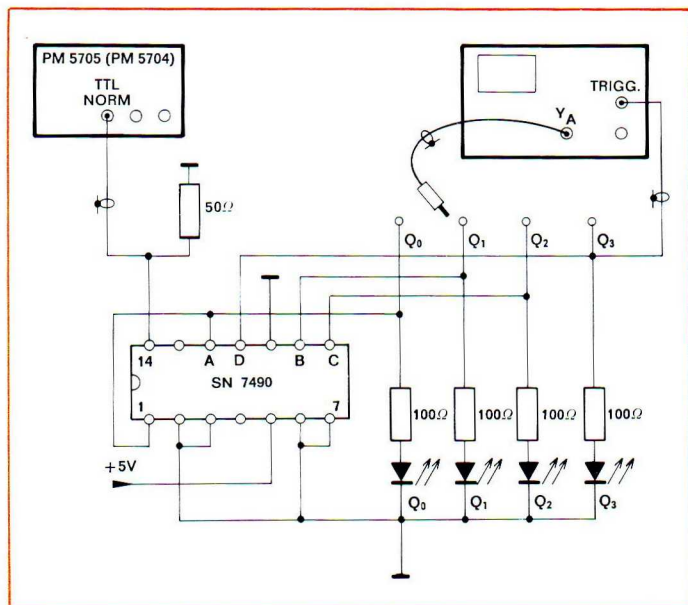 PM 5705 (PM 5704)
TTL
NORM
TRIGG.
YA
50Ω
Q0 Q1 Q2 Q3
14 A D B C
SN 7490
1 7
100Ω 100Ω 100Ω 100Ω
+5V
Q0 Q1 Q2 Q3